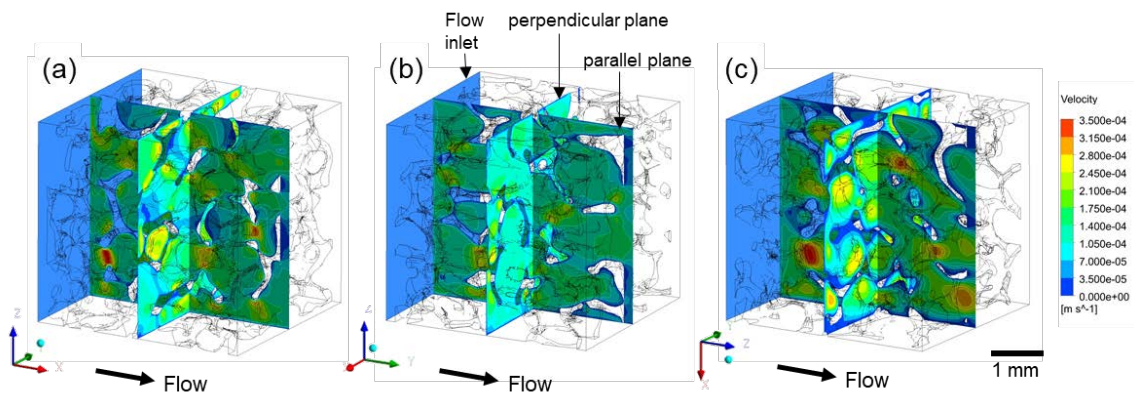 Flow
inlet
perpendicular plane
parallel plane
(a)
(b)
(c)
Velocity
3.500e-04
3.150e-04
2.800e-04
2.450e-04
2.100e-04
1.750e-04
1.400e-04
1.050e-04
7.000e-05
3.500e-05
0.000e+00
[m s^-1]
Z
X
Flow
Z
X
Y
Flow
Z
X
Flow
1 mm